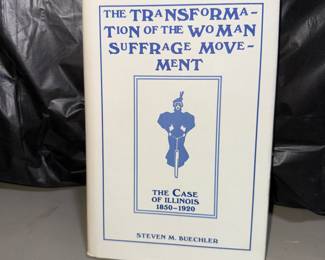 THE TRANSFORMA-
TION OF THE WOMAN
SUFFRAGE MOVE-
MENT
THE CASE
OF ILLINOIS
1850-1920
STEVEN M. BUECHLER